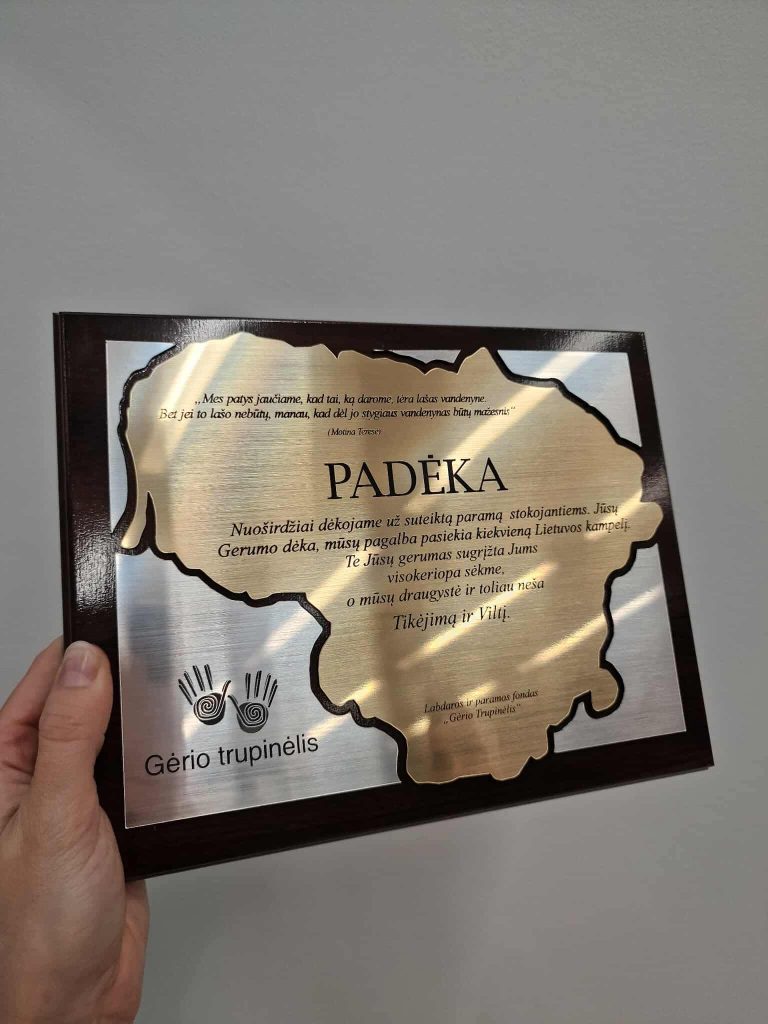 „Mes patys jaučiame, kad tai, ką darome, tėra lašas vandenyne.
Bet jei to lašo nebūtų, manau, kad dėl jo stygiaus vandenynas būtų mažesnis“
(Motina Teresė)
PADĖKA
Nuoširdžiai dėkojame už suteiktą paramą stokojantiems. Jūsų
Gerumo dėka, mūsų pagalba pasiekia kiekvieną Lietuvos kampelį.
Te Jūsų gerumas sugrįžta Jums
visokeriopa sėkme,
o mūsų draugystė ir toliau neša
Tikėjimą ir Viltį.
Labdaros ir paramos fondas
„Gėrio Trupinėlis“
Gėrio trupinėlis